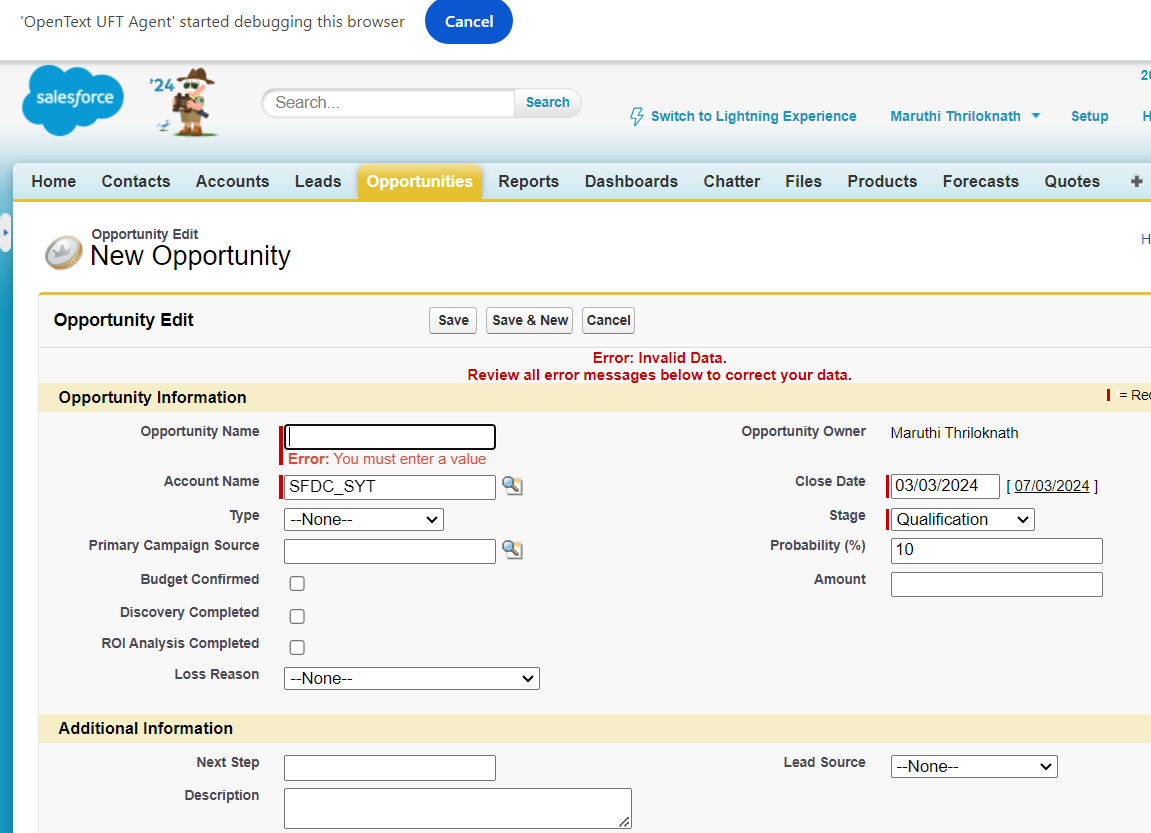 'OpenText UFT Agent' started debugging this browser
Cancel
salesforce
'24
Search...
Search
Switch to Lightning Experience
Maruthi Thriloknath
Setup
Home
Contacts
Accounts
Leads
Opportunities
Reports
Dashboards
Chatter
Files
Products
Forecasts
Quotes
+
Opportunity Edit
New Opportunity
Opportunity Edit
Save
Save & New
Cancel
Error: Invalid Data.
Review all error messages below to correct your data.
Opportunity Information
Opportunity Name
Error: You must enter a value
Opportunity Owner
Maruthi Thriloknath
Account Name
SFDC_SYT
Close Date
03/03/2024
[ 07/03/2024 ]
Type
--None--
Stage
Qualification
Primary Campaign Source
Probability (%)
10
Budget Confirmed
Amount
Discovery Completed
ROI Analysis Completed
Loss Reason
--None--
Additional Information
Next Step
Lead Source
--None--
Description